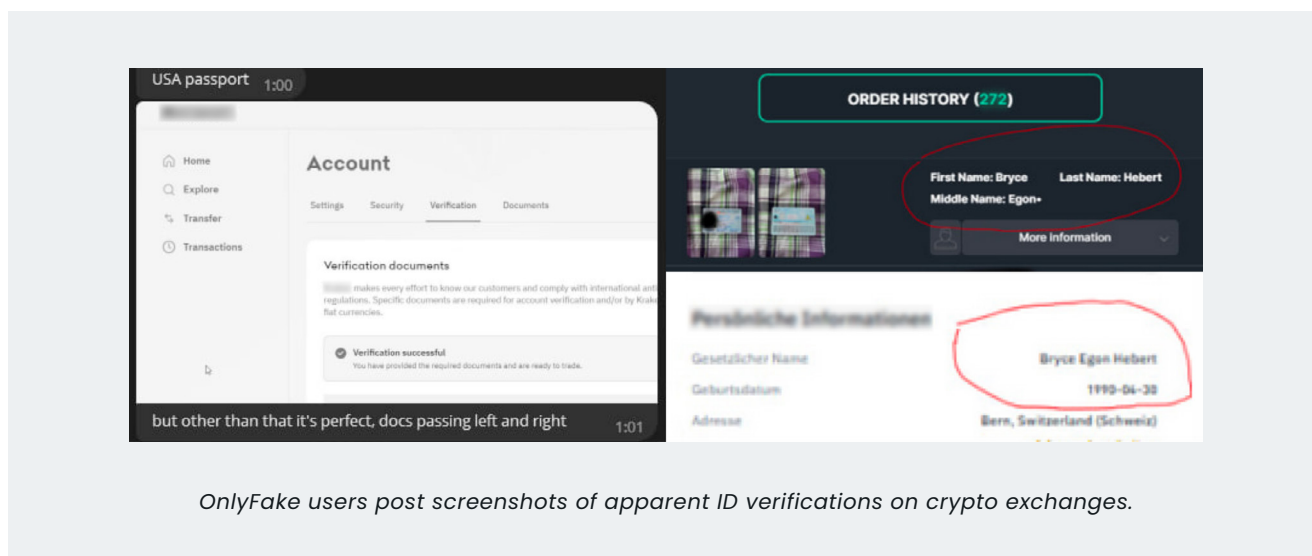 USA passport 1:00
Home
Explore
Transfer
Transactions
Account
Settings Security Verification Documents
Verification documents
makes every effort to know our customers and comply with international anti
regulations. Specific documents are required for account verification and/or by Krake
fiat currencies.
Verification successful
You have provided the required documents and are ready to trade.
but other than that it's perfect, docs passing left and right 1:01
ORDER HISTORY (272)
First Name: Bryce Last Name: Hebert
Middle Name: Egon•
More information
Persönliche Informationen
Gesetzlicher Name Bryce Egon Hebert
Geburtsdatum 1990-04-30
Adresse Bern, Switzerland (Schweiz)
OnlyFake users post screenshots of apparent ID verifications on crypto exchanges.